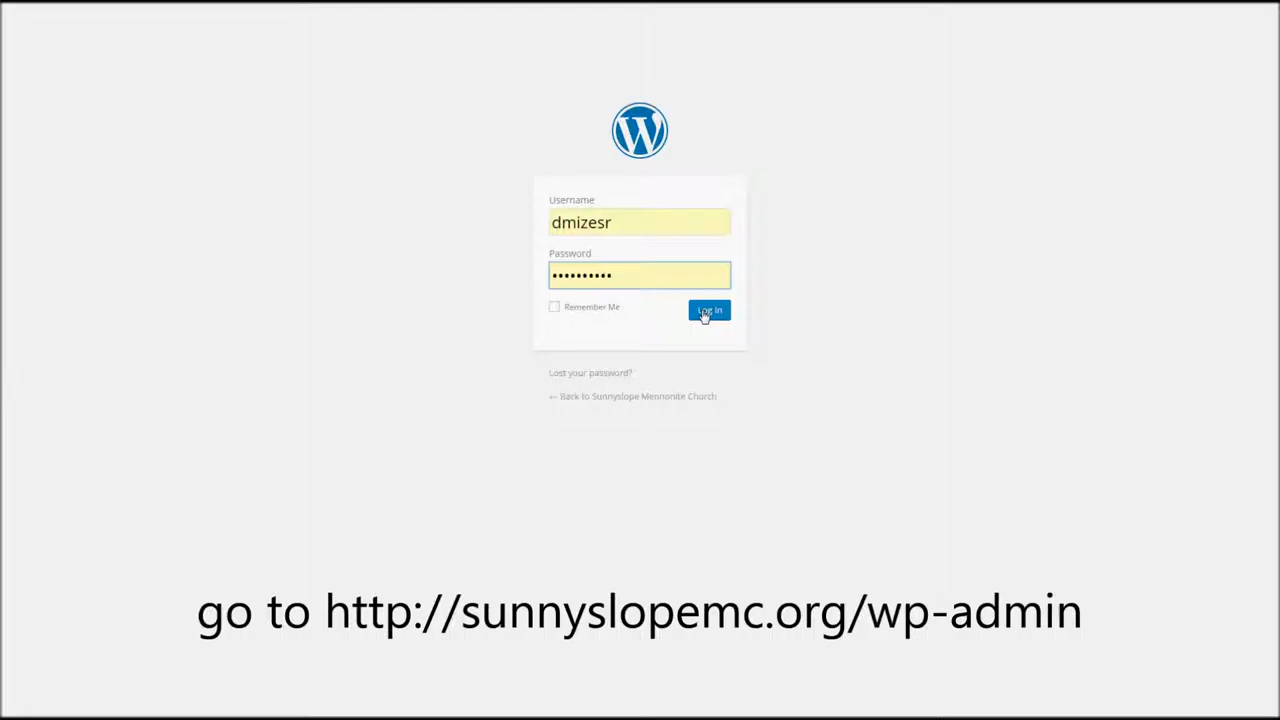 Username
dmizesr
Password
Remember Me
Log In
Lost your password?
← Back to Sunnyslope Mennonite Church
go to http://sunnyslopemc.org/wp-admin